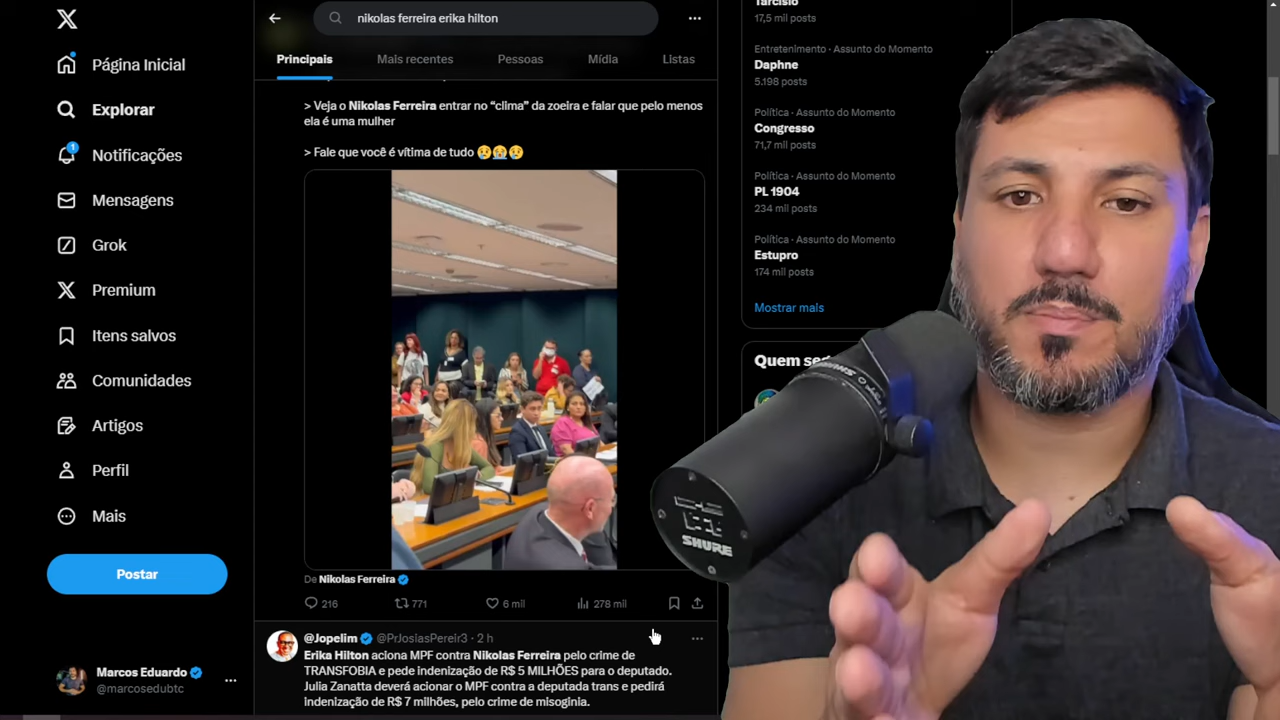 nikolas ferreira erika hilton
Principais
Mais recentes
Pessoas
Mídia
Listas
Página Inicial
Explorar
Notificações
1
Mensagens
Grok
Premium
Itens salvos
Comunidades
Artigos
Perfil
Mais
Postar
Marcos Eduardo
@marcosedubtc
> Veja o Nikolas Ferreira entrar no “clima” da zoeira e falar que pelo menos
ela é uma mulher
> Fale que você é vítima de tudo 😢😭😢
De Nikolas Ferreira
216
771
6 mil
278 mil
@Jopelim @PrJosiasPereir3 · 2 h
Erika Hilton aciona MPF contra Nikolas Ferreira pelo crime de
TRANSFOBIA e pede indenização de R$ 5 MILHÕES para o deputado.
Julia Zanatta deverá acionar o MPF contra a deputada trans e pedirá
indenização de R$ 7 milhões, pelo crime de misoginia.
Tarcísio
17,5 mil posts
Entretenimento · Assunto do Momento
Daphne
5.198 posts
Política · Assunto do Momento
Congresso
71,7 mil posts
Política · Assunto do Momento
PL 1904
234 mil posts
Política · Assunto do Momento
Estupro
174 mil posts
Mostrar mais
Quem se
SHURE
SHURE